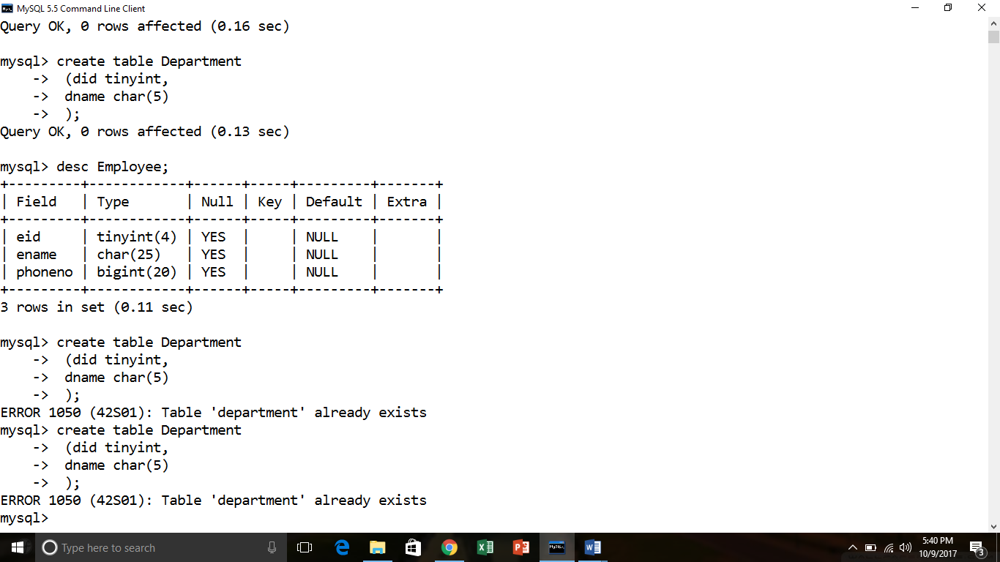 MySQL 5.5 Command Line Client
Query OK, 0 rows affected (0.16 sec)
mysql> create table Department
    ->  (did tinyint,
    ->  dname char(5)
    ->  );
Query OK, 0 rows affected (0.13 sec)
mysql> desc Employee;
+---------+------------+------+-----+---------+-------+
| Field   | Type       | Null | Key | Default | Extra |
+---------+------------+------+-----+---------+-------+
| eid     | tinyint(4) | YES  |     | NULL    |       |
| ename   | char(25)   | YES  |     | NULL    |       |
| phoneno | bigint(20) | YES  |     | NULL    |       |
+---------+------------+------+-----+---------+-------+
3 rows in set (0.11 sec)
mysql> create table Department
    ->  (did tinyint,
    ->  dname char(5)
    ->  );
ERROR 1050 (42S01): Table 'department' already exists
mysql> create table Department
    ->  (did tinyint,
    ->  dname char(5)
    ->  );
ERROR 1050 (42S01): Table 'department' already exists
mysql>
Type here to search
5:40 PM
10/9/2017
3